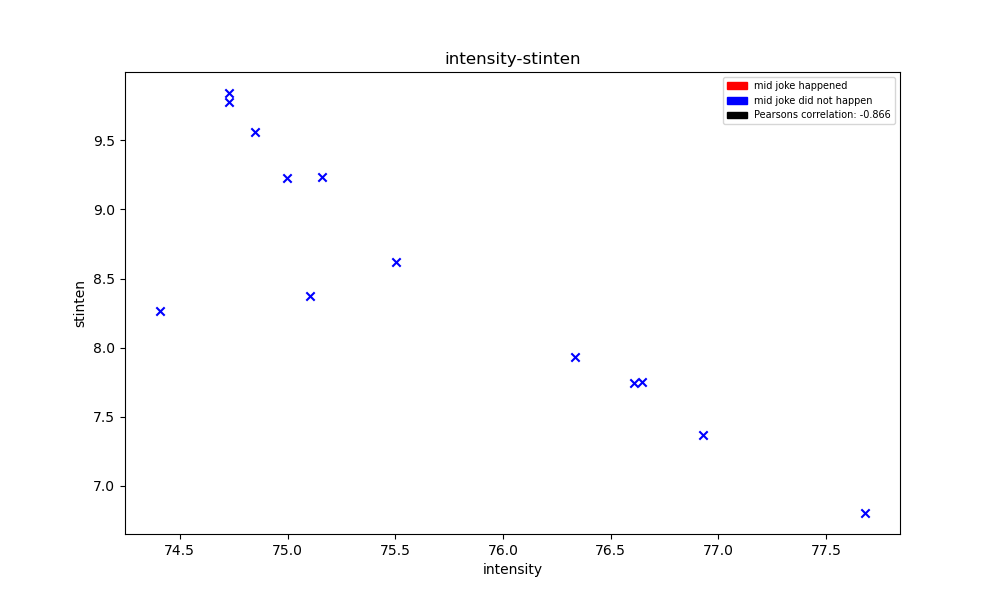 intensity-stinten
mid joke happened
mid joke did not happen
Pearsons correlation: -0.866
9.5
9.0
8.5
8.0
7.5
7.0
stinten
74.5 75.0 75.5 76.0 76.5 77.0 77.5
intensity